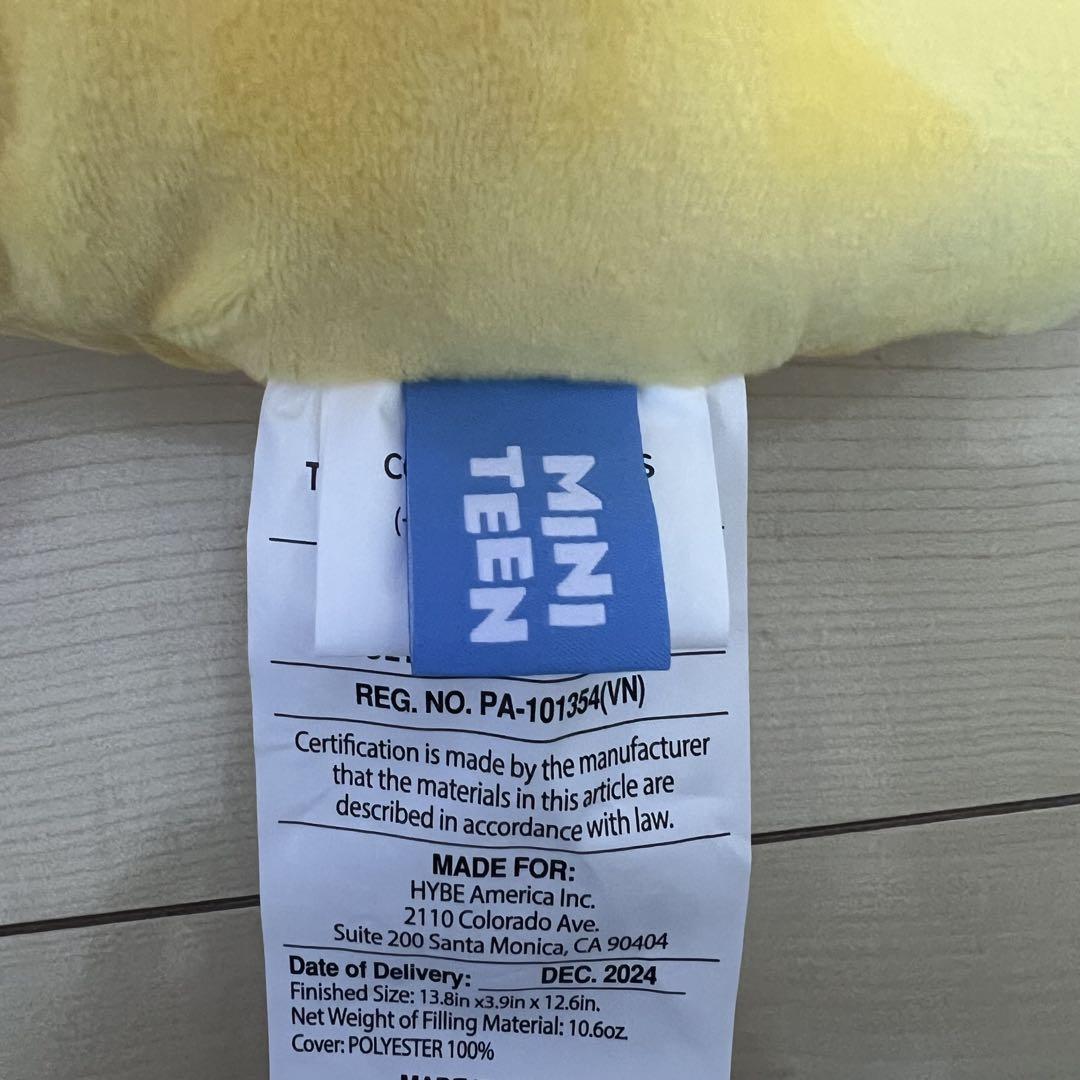 MINI
TEEN
REG. NO. PA-101354(VN)
Certification is made by the manufacturer
that the materials in this article are
described in accordance with law.
MADE FOR:
HYBE America Inc.
2110 Colorado Ave.
Suite 200 Santa Monica, CA 90404
Date of Delivery: DEC. 2024
Finished Size: 13.8in x3.9in x 12.6in.
Net Weight of Filling Material: 10.6oz.
Cover: POLYESTER 100%